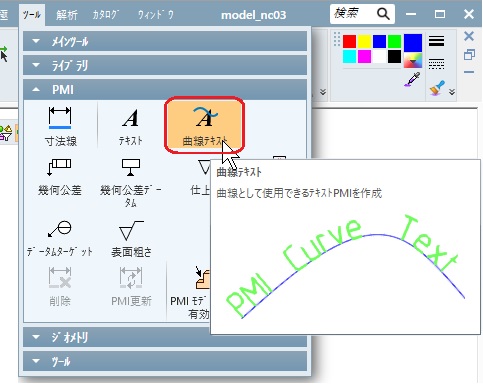 ﾂｰﾙ 解析 ｶﾀﾛｸﾞ ｳｨﾝﾄﾞｳ model_nc03 検索
ﾒｲﾝﾂｰﾙ
ﾗｲﾌﾞﾗﾘ
PMI
寸法線 ﾃｷｽﾄ 曲線ﾃｷｽﾄ
幾何公差 幾何公差ﾃﾞｰﾀﾑ 仕上
ﾃﾞｰﾀﾑﾀｰｹﾞｯﾄ 表面粗さ
削除 PMI更新 PMI ﾓﾃﾞ
有効
曲線ﾃｷｽﾄ
曲線として使用できるﾃｷｽﾄPMIを作成
PMI Curve Text
ｼﾞｵﾒﾄﾘ
ﾂｰﾙ